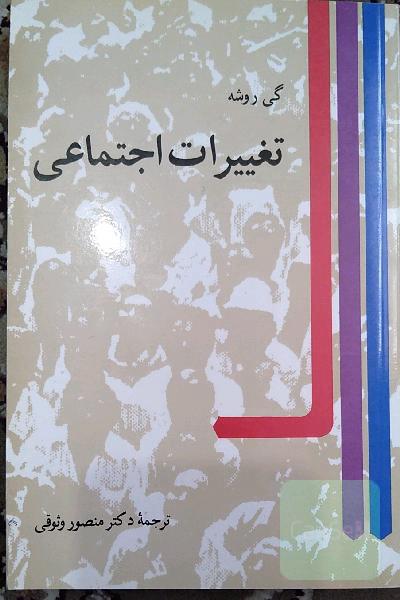 گی روشه
تغییرات اجتماعی
ترجمهٔ دکتر منصور وثوقی